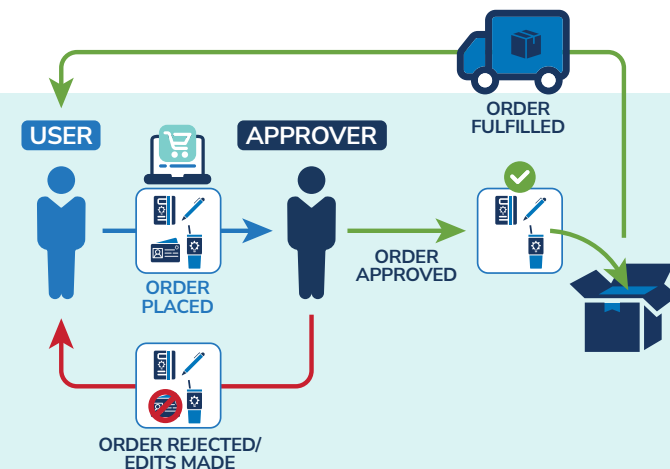 ORDER
FULFILLED
USER
APPROVER
ORDER
APPROVED
ORDER
PLACED
ORDER REJECTED/
EDITS MADE